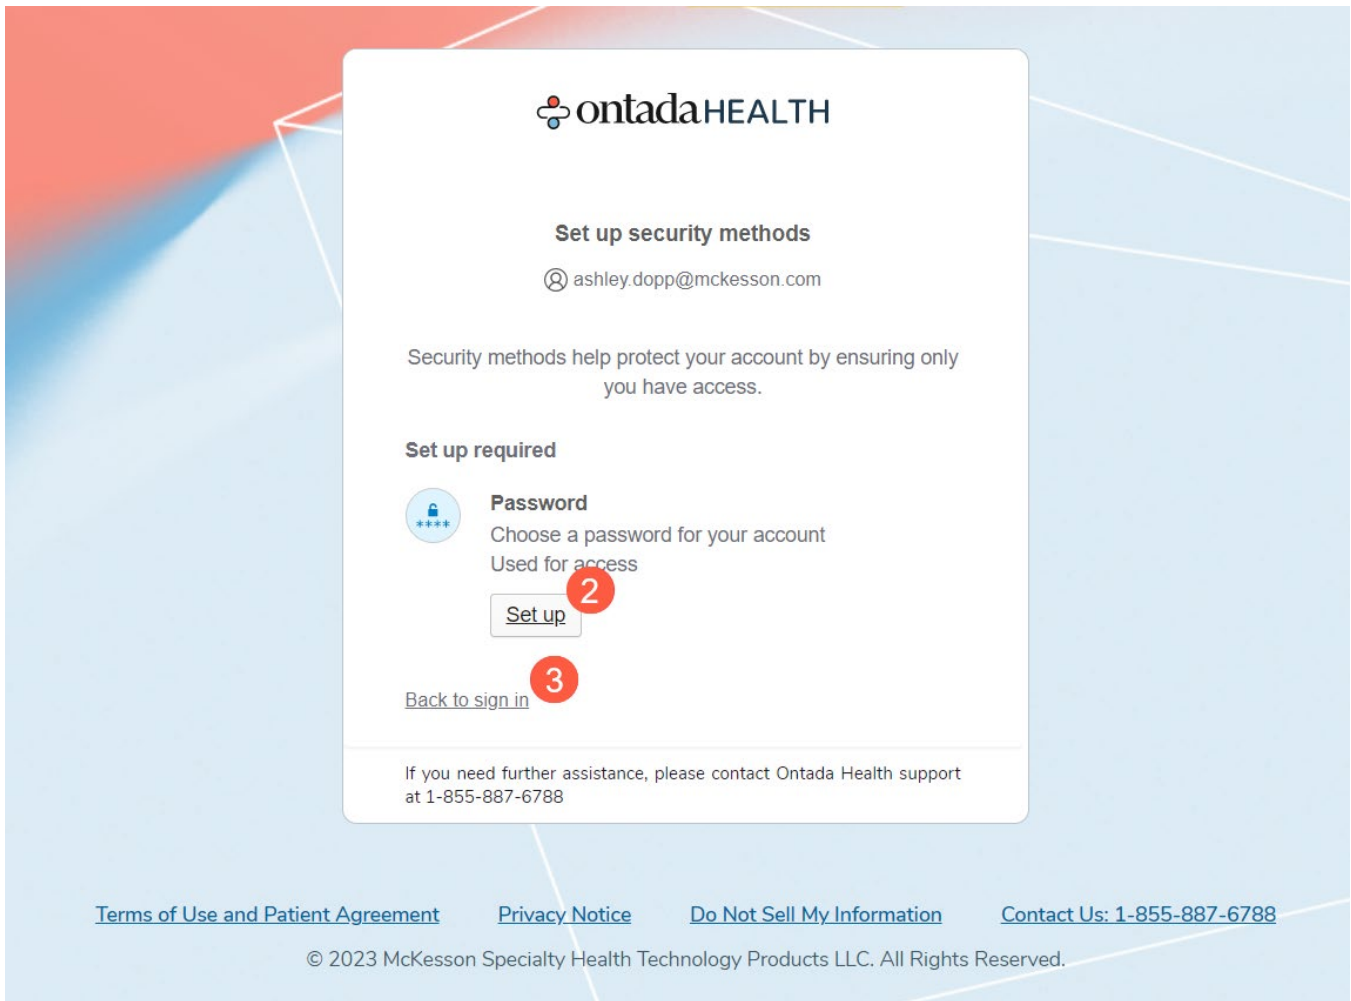 ontada HEALTH
Set up security methods
ashley.dopp@mckesson.com
Security methods help protect your account by ensuring only
you have access.
Set up required
****
Password
Choose a password for your account
Used for access
2
Set up
3
Back to sign in
If you need further assistance, please contact Ontada Health support
at 1-855-887-6788
Terms of Use and Patient Agreement Privacy Notice Do Not Sell My Information Contact Us: 1-855-887-6788
© 2023 McKesson Specialty Health Technology Products LLC. All Rights Reserved.